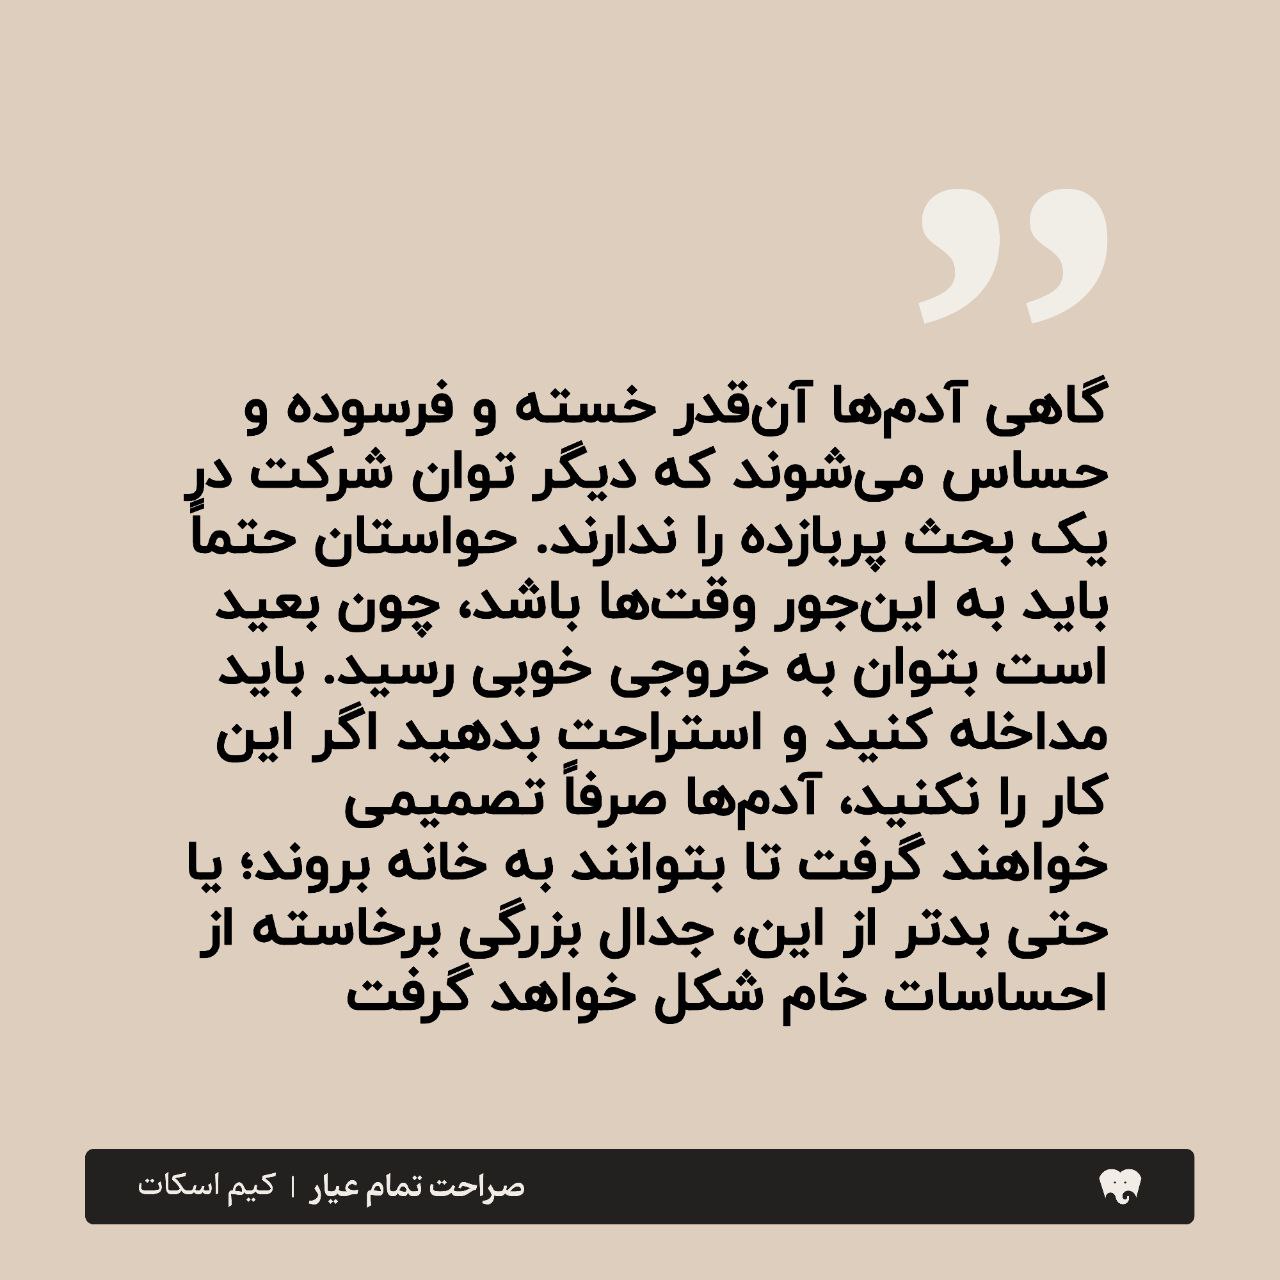 گاهی آدم‌ها آن‌قدر خسته و فرسوده و
حساس می‌شوند که دیگر توان شرکت در
یک بحث پربازده را ندارند. حواستان حتماً
باید به این‌جور وقت‌ها باشد، چون بعید
است بتوان به خروجی خوبی رسید. باید
مداخله کنید و استراحت بدهید اگر این
کار را نکنید، آدم‌ها صرفاً تصمیمی
خواهند گرفت تا بتوانند به خانه بروند؛ یا
حتی بدتر از این، جدال بزرگی برخاسته از
احساسات خام شکل خواهد گرفت
صراحت تمام عیار | کیم اسکات